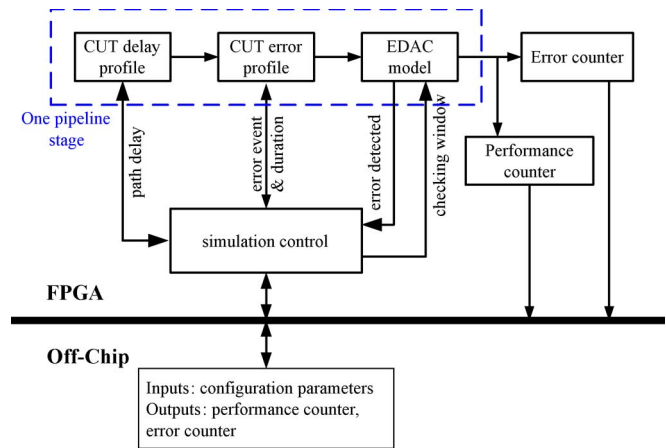 CUT delay
profile
CUT error
profile
EDAC
model
Error counter
One pipeline
stage
path delay
error event
& duration
error detected
checking window
Performance
counter
simulation control
FPGA
Off-Chip
Inputs: configuration parameters
Outputs: performance counter,
error counter